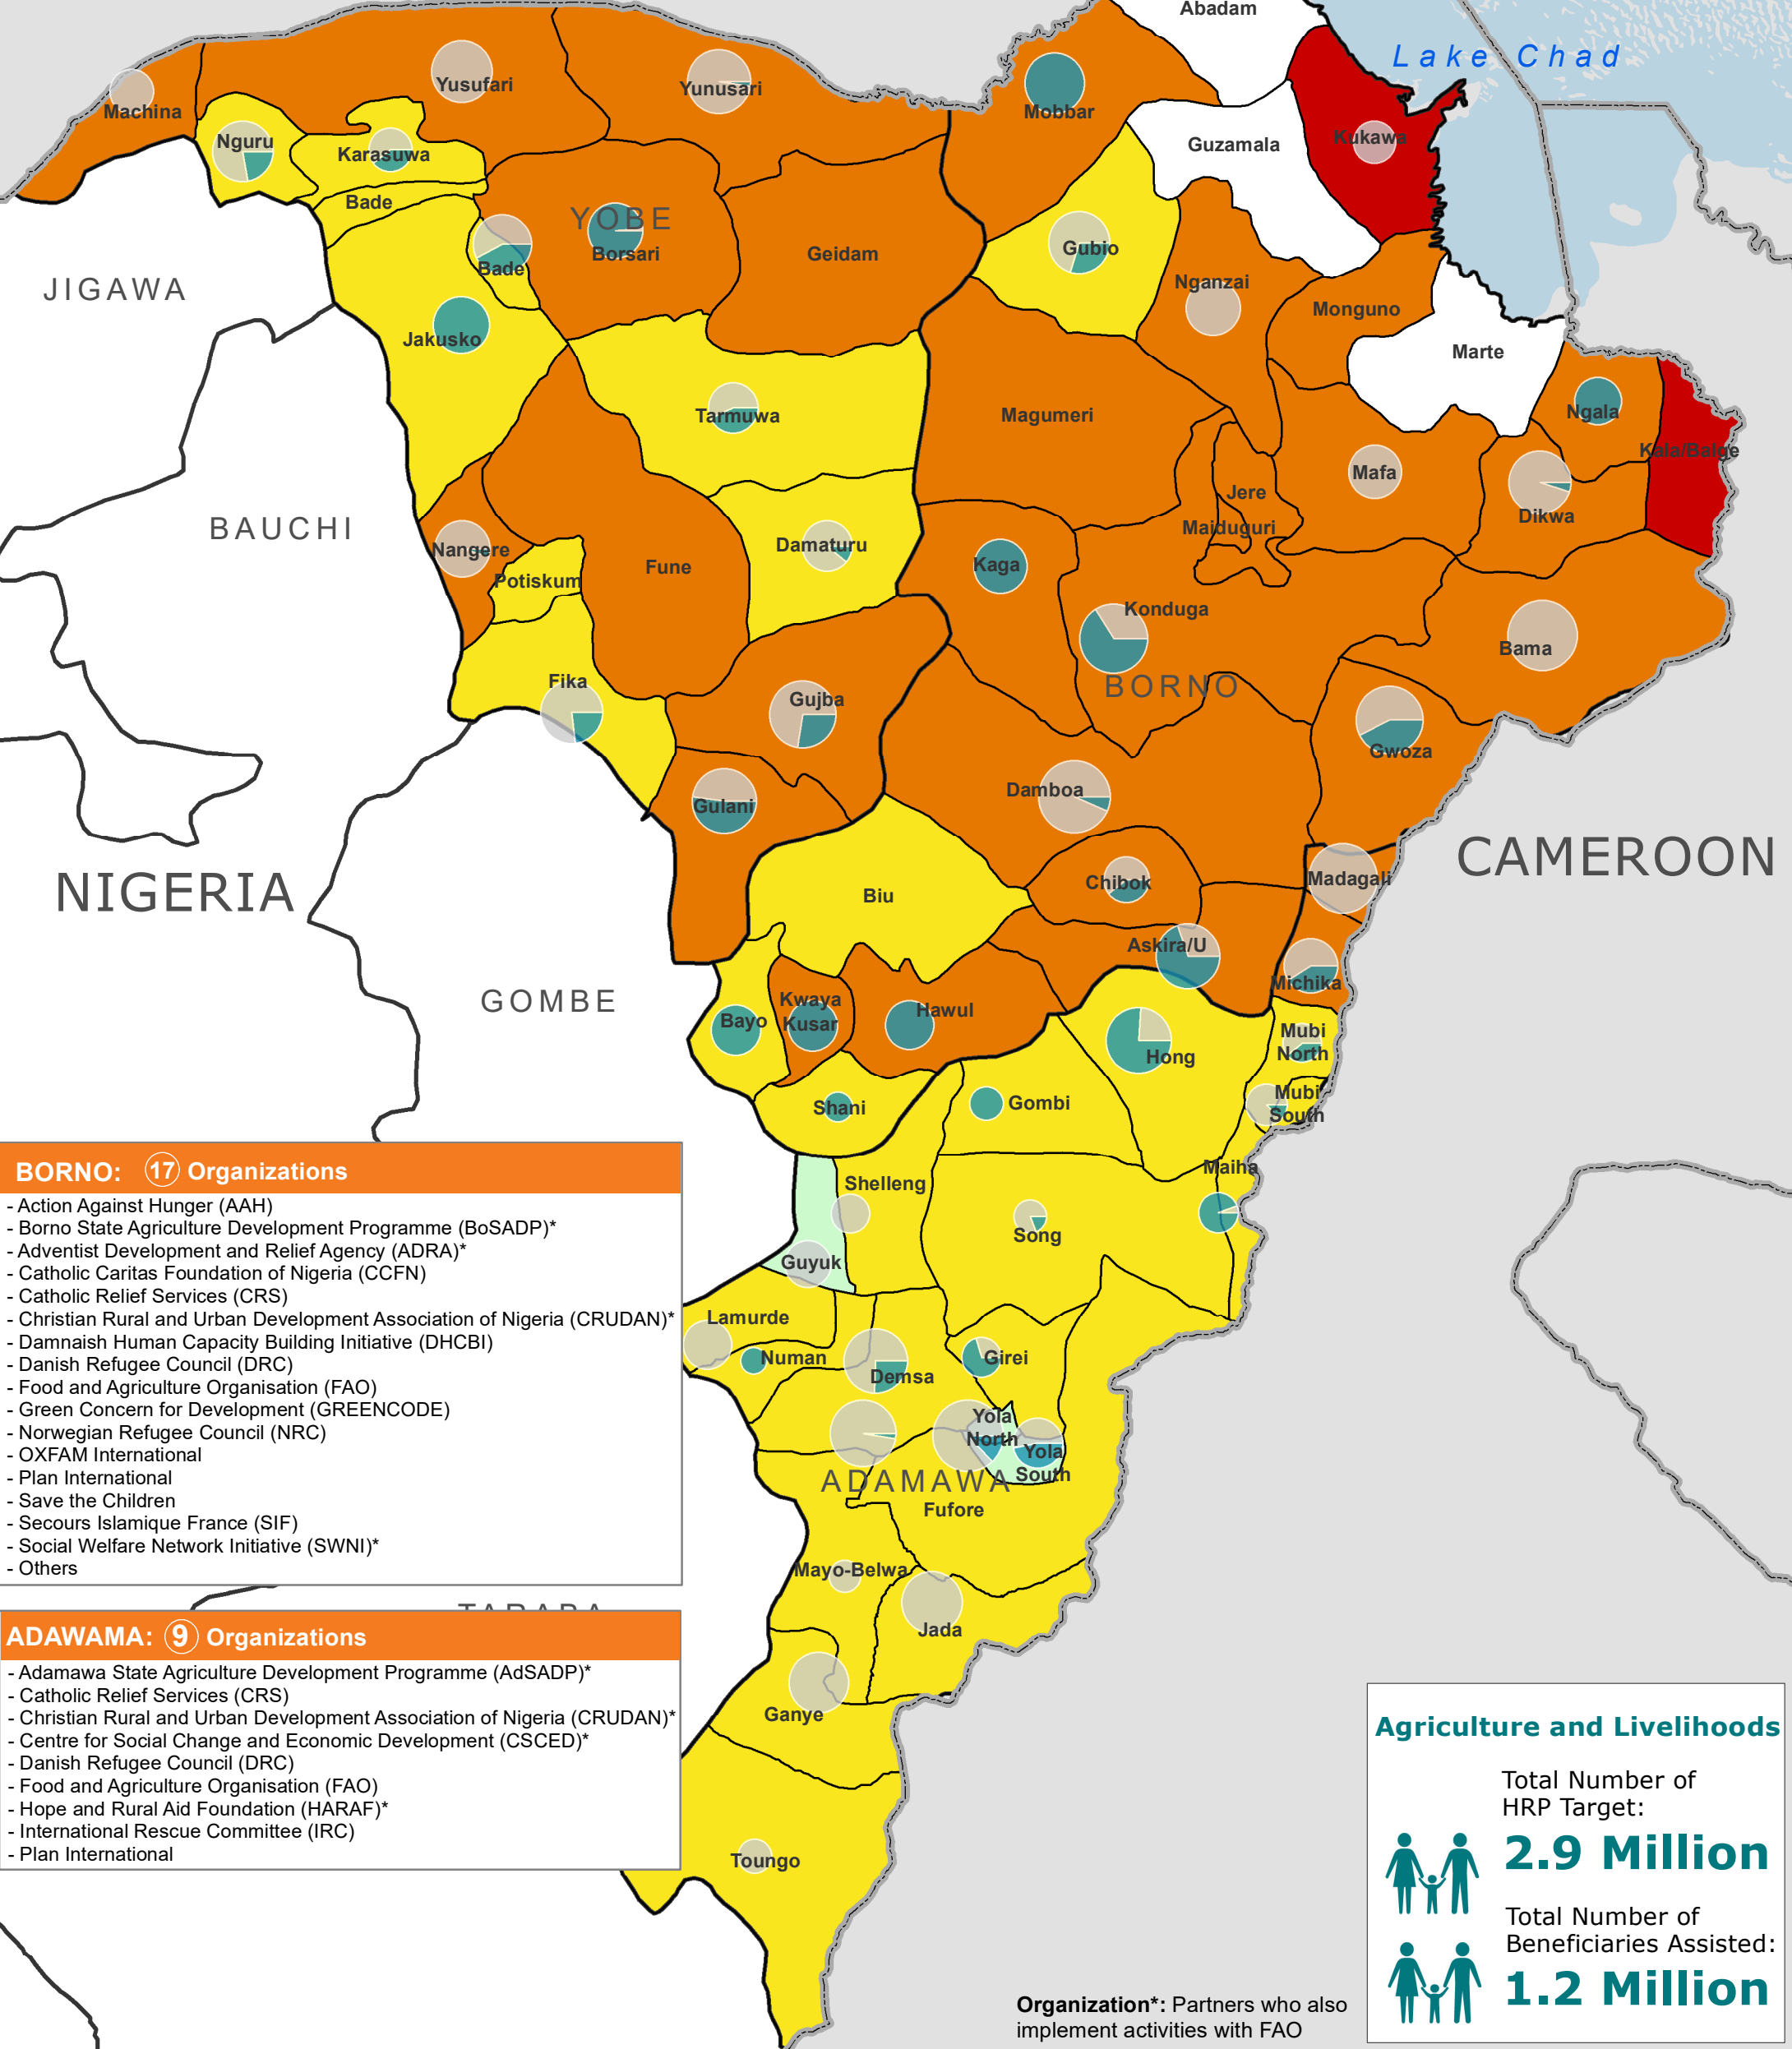 Abadam
Lake Chad
Machina
Yusufari
Yunusari
Mobbar
Kukawa
Nguru
Karasuwa
Guzamala
Bade
YOBE
Borsari
Geidam
Gubio
Bade
Nganzai
JIGAWA
Monguno
Jakusko
Marte
Tarmuwa
Magumeri
Ngala
Kala/Balge
Mafa
Jere
Dikwa
BAUCHI
Maiduguri
Nangere
Damaturu
Kaga
Fune
Potiskum
Konduga
Bama
Fika
BORNO
Gujba
Gwoza
Gulani
Damboa
CAMEROON
NIGERIA
Biu
Chibok
Madagali
Askira/U
Michika
GOMBE
Kwaya
Kusar
Hawul
Bayo
Mubi
North
Hong
Shani
Gombi
Mubi
South
Maiha
Shelleng
Song
Guyuk
Lamurde
Numan
Demsa
Girei
Yola
North
Yola
South
ADAMAWA
Fufore
Mayo-Belwa
Jada
Ganye
Toungo
BORNO: 17 Organizations
- Action Against Hunger (AAH)
- Borno State Agriculture Development Programme (BoSADP)*
- Adventist Development and Relief Agency (ADRA)*
- Catholic Caritas Foundation of Nigeria (CCFN)
- Catholic Relief Services (CRS)
- Christian Rural and Urban Development Association of Nigeria (CRUDAN)*
- Damnaish Human Capacity Building Initiative (DHCBI)
- Danish Refugee Council (DRC)
- Food and Agriculture Organisation (FAO)
- Green Concern for Development (GREENCODE)
- Norwegian Refugee Council (NRC)
- OXFAM International
- Plan International
- Save the Children
- Secours Islamique France (SIF)
- Social Welfare Network Initiative (SWNI)*
- Others
ADAWAMA: 9 Organizations
- Adamawa State Agriculture Development Programme (AdSADP)*
- Catholic Relief Services (CRS)
- Christian Rural and Urban Development Association of Nigeria (CRUDAN)*
- Centre for Social Change and Economic Development (CSCED)*
- Danish Refugee Council (DRC)
- Food and Agriculture Organisation (FAO)
- Hope and Rural Aid Foundation (HARAF)*
- International Rescue Committee (IRC)
- Plan International
Agriculture and Livelihoods
Total Number of
HRP Target:
2.9 Million
Total Number of
Beneficiaries Assisted:
1.2 Million
Organization*: Partners who also
implement activities with FAO